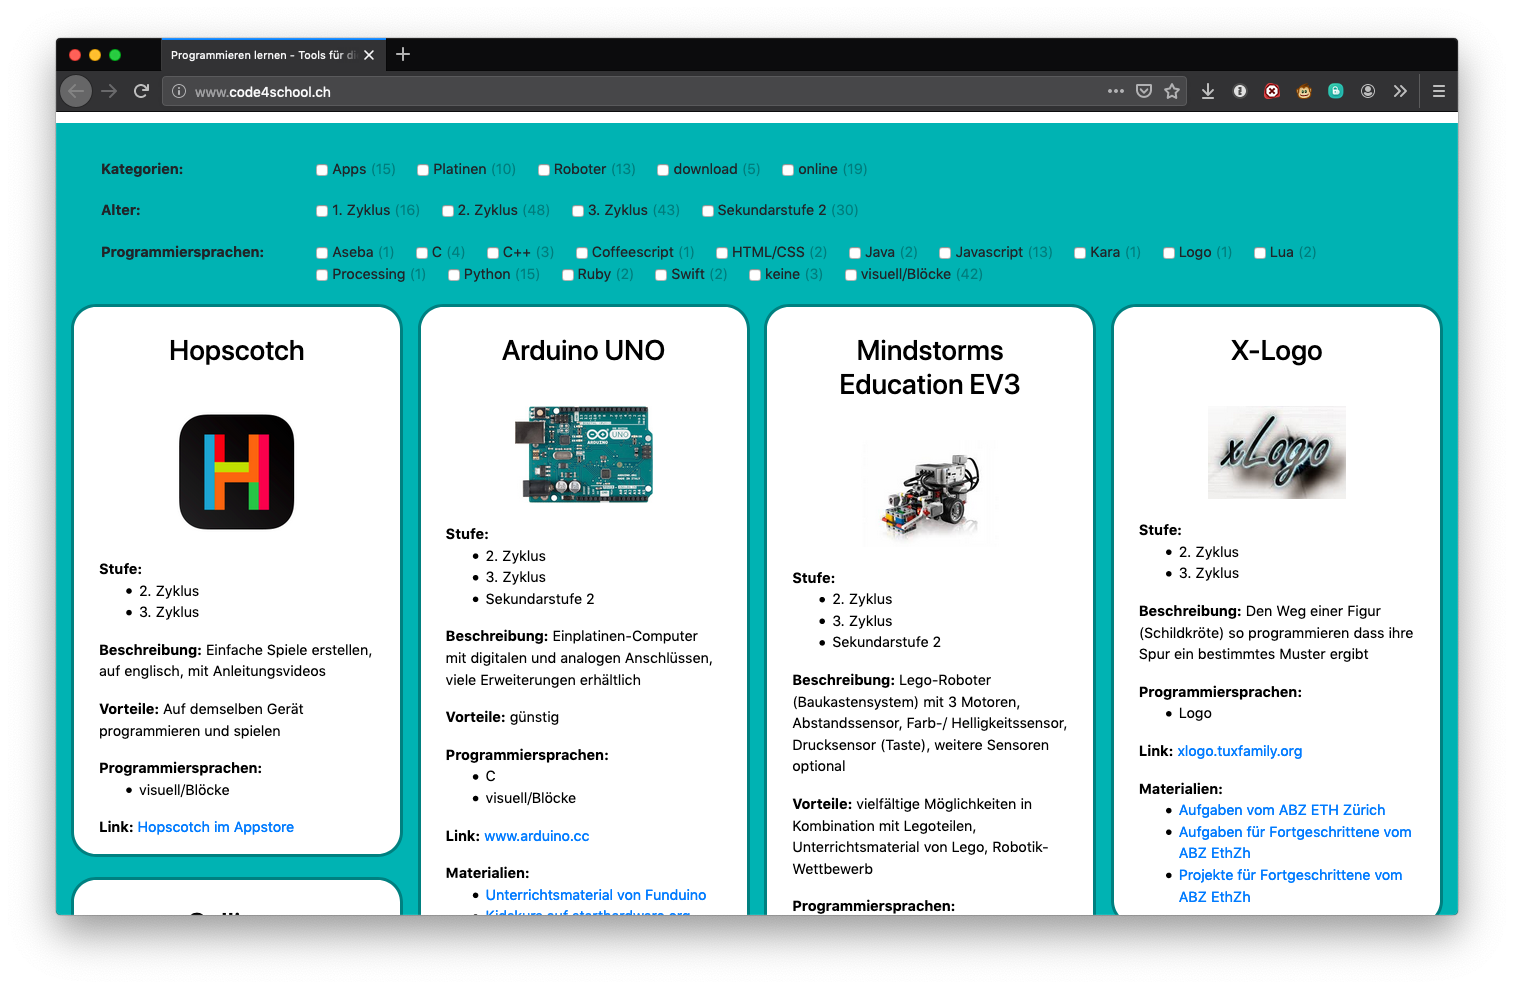 Programmieren lernen - Tools für di
www.code4school.ch
Kategorien: Apps (15) Platinen (10) Roboter (13) download (5) online (19)
Alter: 1. Zyklus (16) 2. Zyklus (48) 3. Zyklus (43) Sekundarstufe 2 (30)
Programmiersprachen: Aseba (1) C (4) C++ (3) Coffeescript (1) HTML/CSS (2) Java (2) Javascript (13) Kara (1) Logo (1) Lua (2)
Processing (1) Python (15) Ruby (2) Swift (2) keine (3) visuell/Blöcke (42)
Hopscotch
H
Stufe:
2. Zyklus
3. Zyklus
Beschreibung: Einfache Spiele erstellen,
auf englisch, mit Anleitungsvideos
Vorteile: Auf demselben Gerät
programmieren und spielen
Programmiersprachen:
visuell/Blöcke
Link: Hopscotch im Appstore
Arduino UNO
UNO
ARDUINO
Stufe:
2. Zyklus
3. Zyklus
Sekundarstufe 2
Beschreibung: Einplatinen-Computer
mit digitalen und analogen Anschlüssen,
viele Erweiterungen erhältlich
Vorteile: günstig
Programmiersprachen:
C
visuell/Blöcke
Link: www.arduino.cc
Materialien:
Unterrichtsmaterial von Funduino
Mindstorms
Education EV3
Stufe:
2. Zyklus
3. Zyklus
Sekundarstufe 2
Beschreibung: Lego-Roboter
(Baukastensystem) mit 3 Motoren,
Abstandssensor, Farb-/ Helligkeitssensor,
Drucksensor (Taste), weitere Sensoren
optional
Vorteile: vielfältige Möglichkeiten in
Kombination mit Legoteilen,
Unterrichtsmaterial von Lego, Robotik-
Wettbewerb
Programmiersprachen:
X-Logo
xLogo
Stufe:
2. Zyklus
3. Zyklus
Beschreibung: Den Weg einer Figur
(Schildkröte) so programmieren dass ihre
Spur ein bestimmtes Muster ergibt
Programmiersprachen:
Logo
Link: xlogo.tuxfamily.org
Materialien:
Aufgaben vom ABZ ETH Zürich
Aufgaben für Fortgeschrittene vom
ABZ EthZh
Projekte für Fortgeschrittene vom
ABZ EthZh